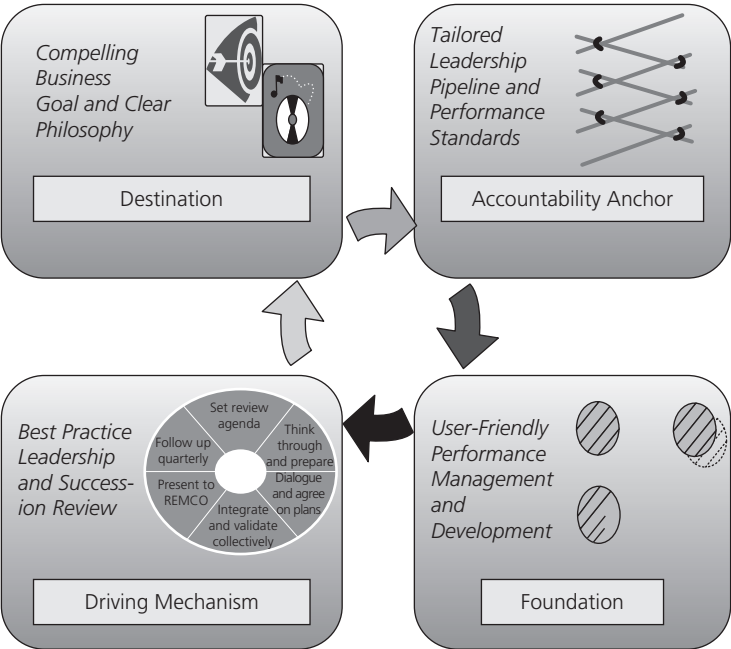 Compelling
Business
Goal and Clear
Philosophy
Destination
Tailored
Leadership
Pipeline and
Performance
Standards
Accountability Anchor
Best Practice
Leadership
and Success-
ion Review
Set review
agenda
Think
through
and prepare
Dialogue
and agree
on plans
Integrate
and validate
collectively
Present to
REMCO
Follow up
quarterly
Driving Mechanism
User-Friendly
Performance
Management
and
Development
Foundation